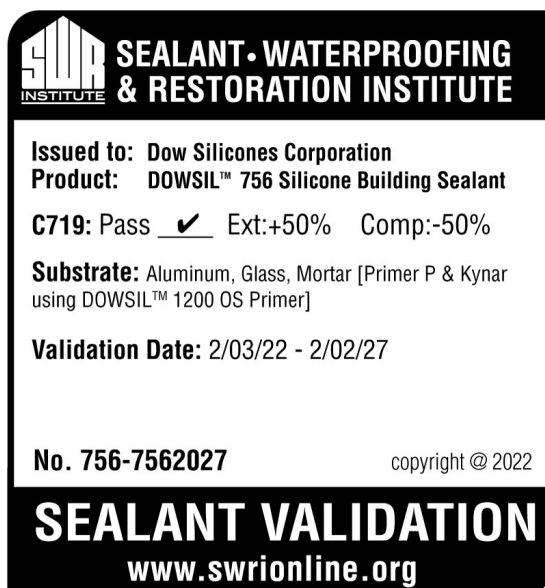 SWR
INSTITUTE
SEALANT • WATERPROOFING
& RESTORATION INSTITUTE
Issued to: Dow Silicones Corporation
Product: DOWSIL™ 756 Silicone Building Sealant
C719: Pass ✔ Ext:+50% Comp:-50%
Substrate: Aluminum, Glass, Mortar [Primer P & Kynar
using DOWSIL™ 1200 OS Primer]
Validation Date: 2/03/22 - 2/02/27
No. 756-7562027 copyright @ 2022
SEALANT VALIDATION
www.swrionline.org